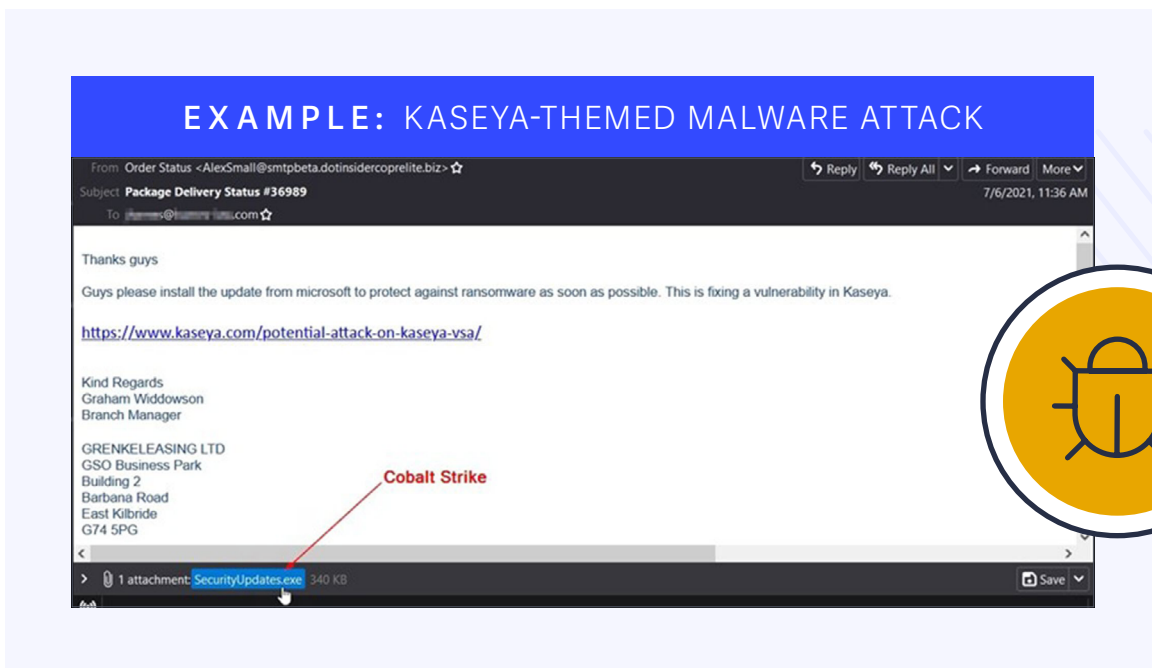 EXAMPLE: KASEYA-THEMED MALWARE ATTACK
From Order Status <AlexSmall@smtpbeta.dotinsidercoprelite.biz>
Reply Reply All Forward More
Subject Package Delivery Status #36989
7/6/2021, 11:36 AM
To .com
Thanks guys
Guys please install the update from microsoft to protect against ransomware as soon as possible. This is fixing a vulnerability in Kaseya.
https://www.kaseya.com/potential-attack-on-kaseya-vsa/
Kind Regards
Graham Widdowson
Branch Manager
GRENKELEASING LTD
GSO Business Park
Building 2
Barbana Road
East Kilbride
G74 5PG
Cobalt Strike
1 attachment: SecurityUpdates.exe 340 KB
Save